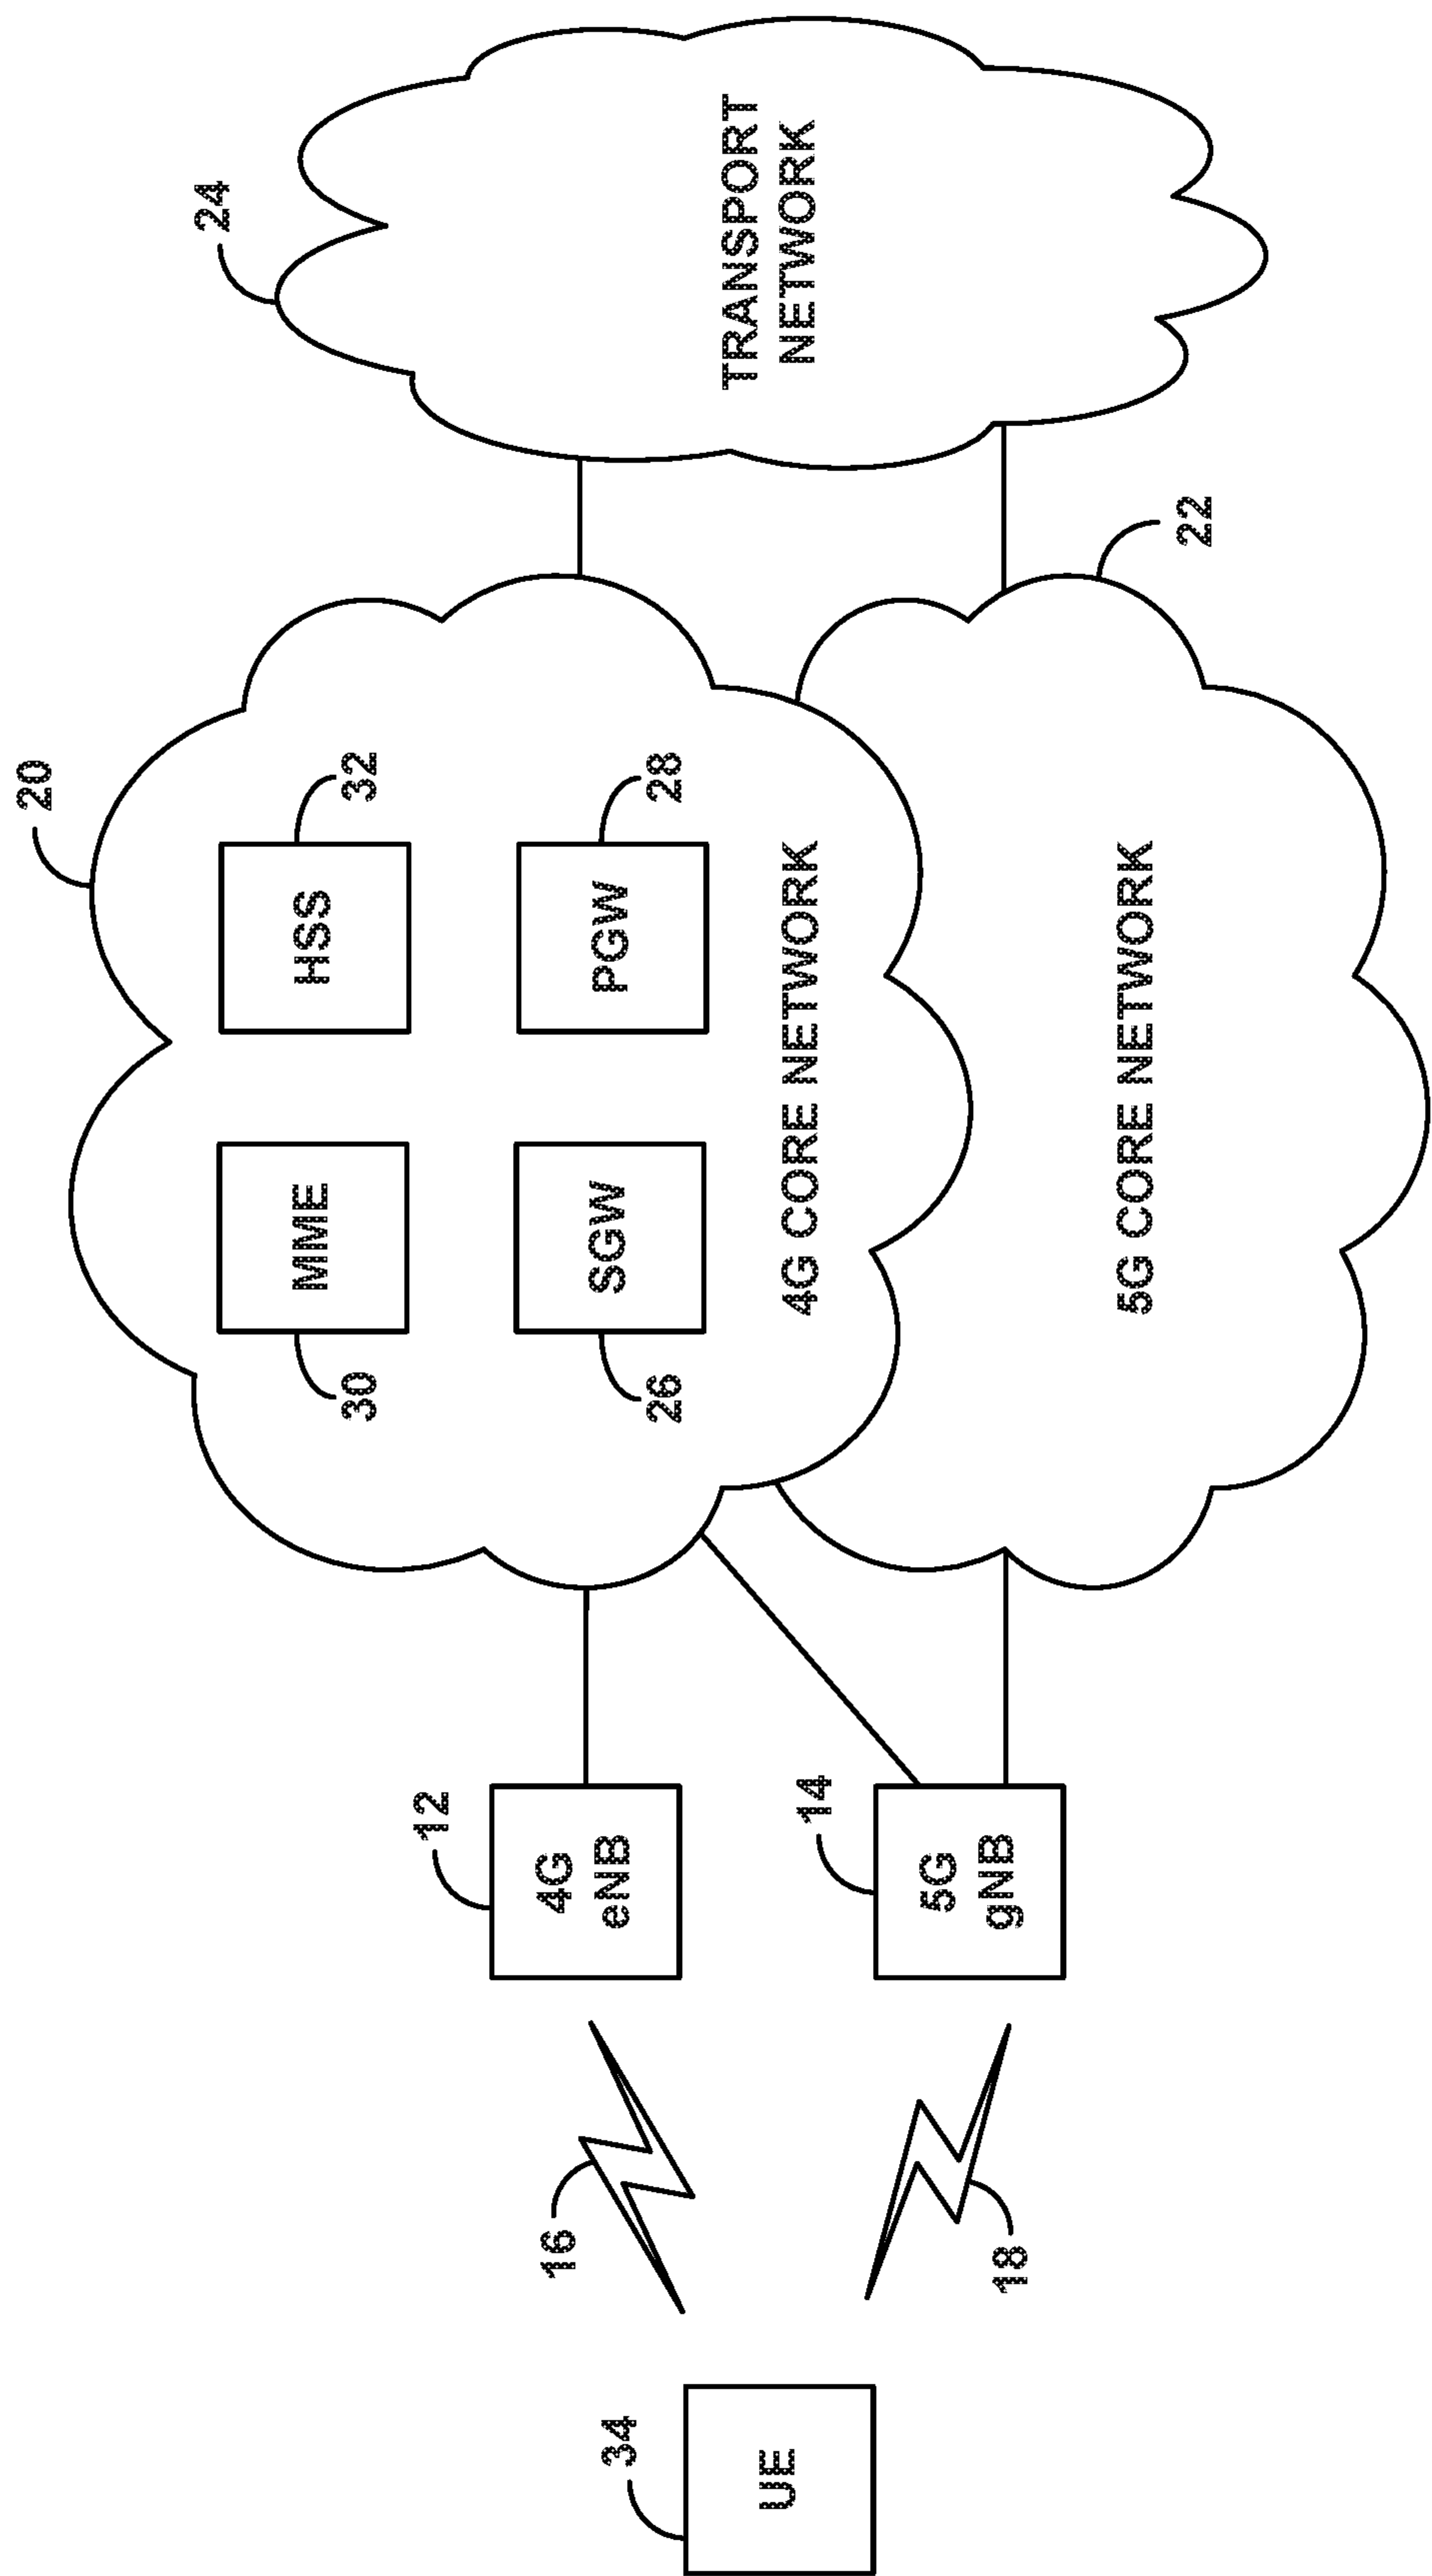 20
24
30
MME
HSS
32
TRANSPORT
NETWORK
12
4G
eNB
26
SGW
PGW
28
16
34
UE
4G CORE NETWORK
14
5G
gNB
18
5G CORE NETWORK
22